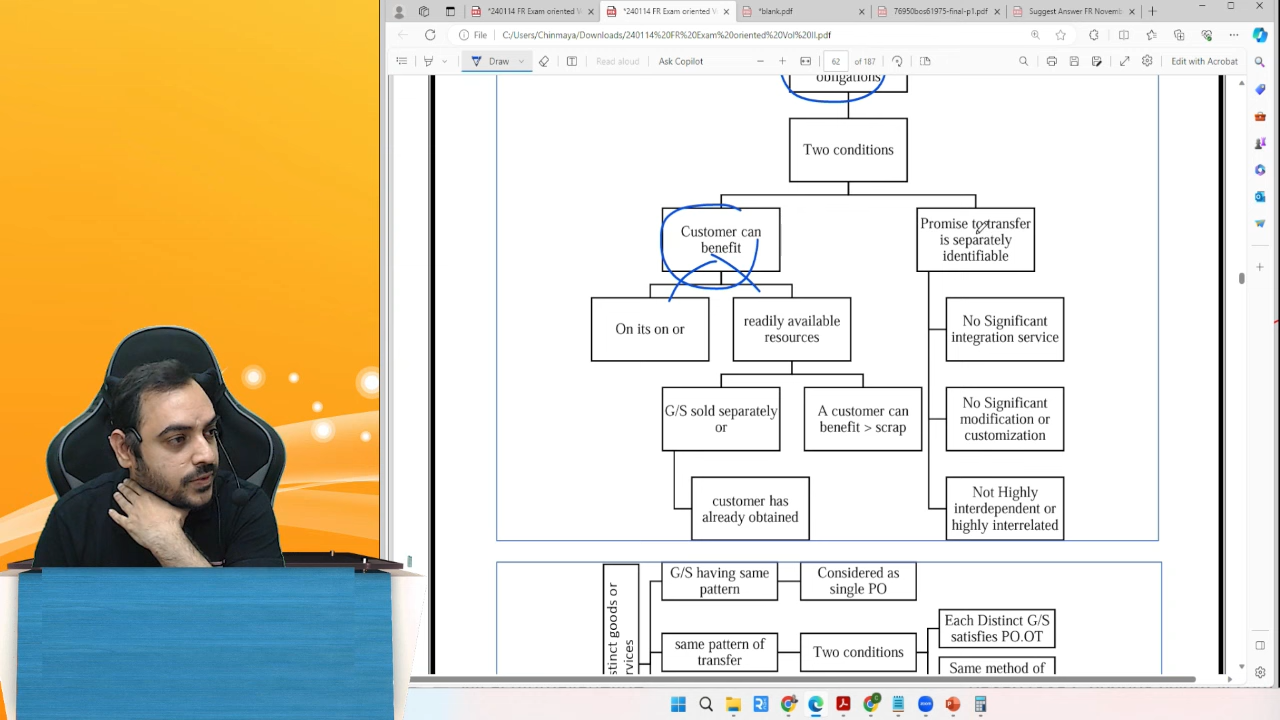 *240114 FR Exam oriented V
*240114 FR Exam oriented V
*blank.pdf
76950bos61975-final-p1.pdf
Suggest Answer FR Novemb
File
C:/Users/Chinmaya/Downloads/240114%20FR%20Exam%20oriented%20Vol%20II.pdf
Draw
Read aloud
Ask Copilot
62
of 187
Edit with Acrobat
obligations
Two conditions
Customer can
benefit
Promise to transfer
is separately
identifiable
On its on or
readily available
resources
No Significant
integration service
G/S sold separately
or
A customer can
benefit > scrap
No Significant
modification or
customization
customer has
already obtained
Not Highly
interdependent or
highly interrelated
stinct goods or
rvices
G/S having same
pattern
Considered as
single PO
same pattern of
transfer
Two conditions
Each Distinct G/S
satisfies PO.OT
Same method of